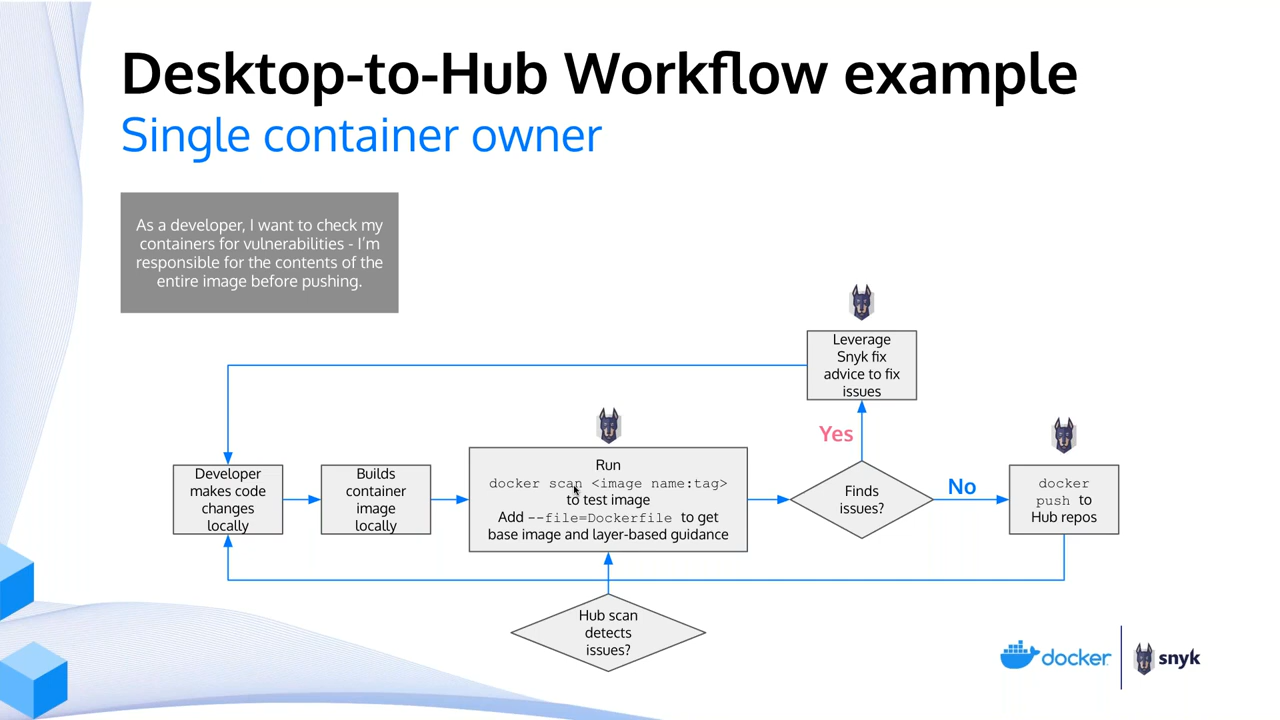 Desktop-to-Hub Workflow example
Single container owner
As a developer, I want to check my
containers for vulnerabilities - I'm
responsible for the contents of the
entire image before pushing.
Leverage
Snyk fix
advice to fix
issues
Yes
Developer
makes code
changes
locally
Builds
container
image
locally
Run
docker scan <image name:tag>
to test image
Add --file=Dockerfile to get
base image and layer-based guidance
Finds
issues?
No
docker
push to
Hub repos
Hub scan
detects
issues?
docker
snyk